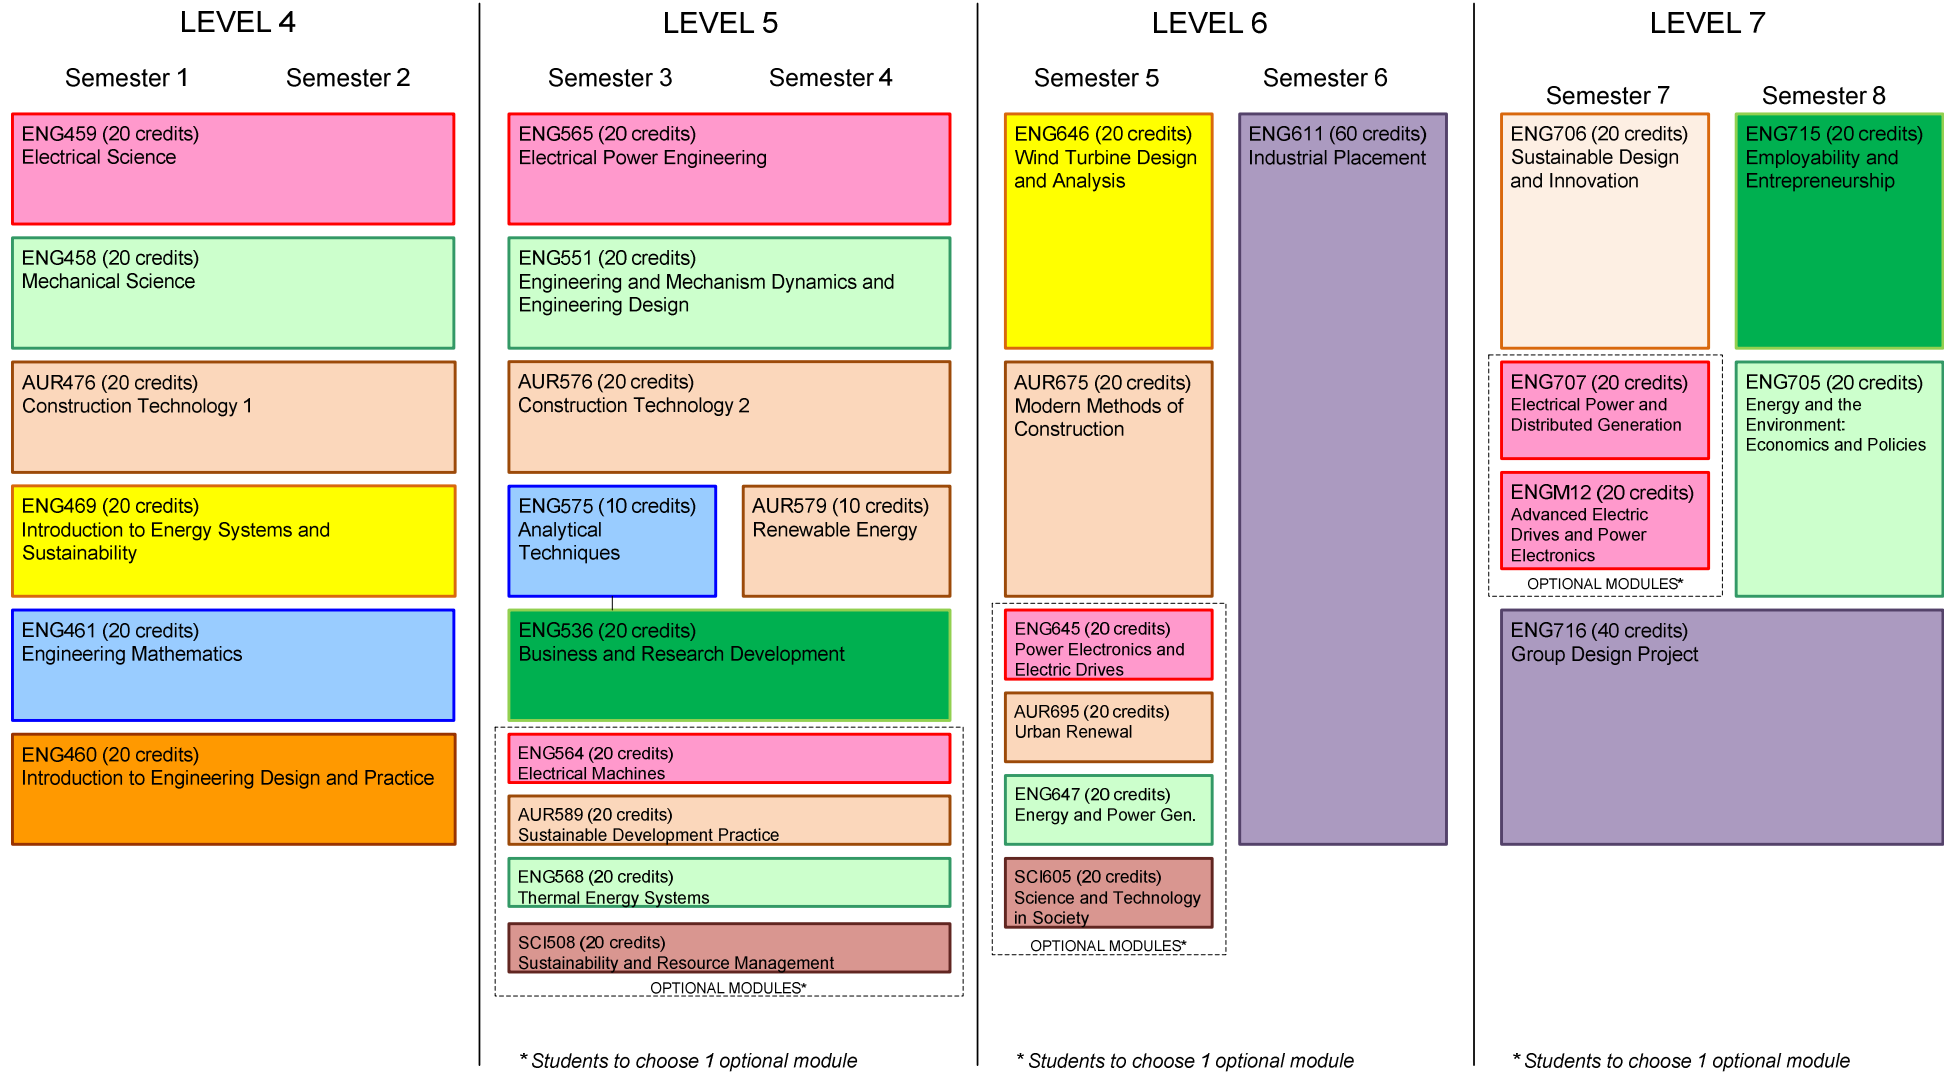 LEVEL 4
Semester 1
Semester 2
ENG459 (20 credits)
Electrical Science
ENG458 (20 credits)
Mechanical Science
AUR476 (20 credits)
Construction Technology 1
ENG469 (20 credits)
Introduction to Energy Systems and
Sustainability
ENG461 (20 credits)
Engineering Mathematics
ENG460 (20 credits)
Introduction to Engineering Design and Practice
LEVEL 5
Semester 3
Semester 4
ENG565 (20 credits)
Electrical Power Engineering
ENG551 (20 credits)
Engineering and Mechanism Dynamics and
Engineering Design
AUR576 (20 credits)
Construction Technology 2
ENG575 (10 credits)
Analytical
Techniques
AUR579 (10 credits)
Renewable Energy
ENG536 (20 credits)
Business and Research Development
ENG564 (20 credits)
Electrical Machines
AUR589 (20 credits)
Sustainable Development Practice
ENG568 (20 credits)
Thermal Energy Systems
SCI508 (20 credits)
Sustainability and Resource Management
OPTIONAL MODULES*
* Students to choose 1 optional module
LEVEL 6
Semester 5
Semester 6
ENG646 (20 credits)
Wind Turbine Design
and Analysis
AUR675 (20 credits)
Modern Methods of
Construction
ENG645 (20 credits)
Power Electronics and
Electric Drives
AUR695 (20 credits)
Urban Renewal
ENG647 (20 credits)
Energy and Power Gen.
SCI605 (20 credits)
Science and Technology
in Society
OPTIONAL MODULES*
ENG611 (60 credits)
Industrial Placement
* Students to choose 1 optional module
LEVEL 7
Semester 7
Semester 8
ENG706 (20 credits)
Sustainable Design
and Innovation
ENG715 (20 credits)
Employability and
Entrepreneurship
ENG707 (20 credits)
Electrical Power and
Distributed Generation
ENGM12 (20 credits)
Advanced Electric
Drives and Power
Electronics
OPTIONAL MODULES*
ENG705 (20 credits)
Energy and the
Environment:
Economics and Policies
ENG716 (40 credits)
Group Design Project
* Students to choose 1 optional module